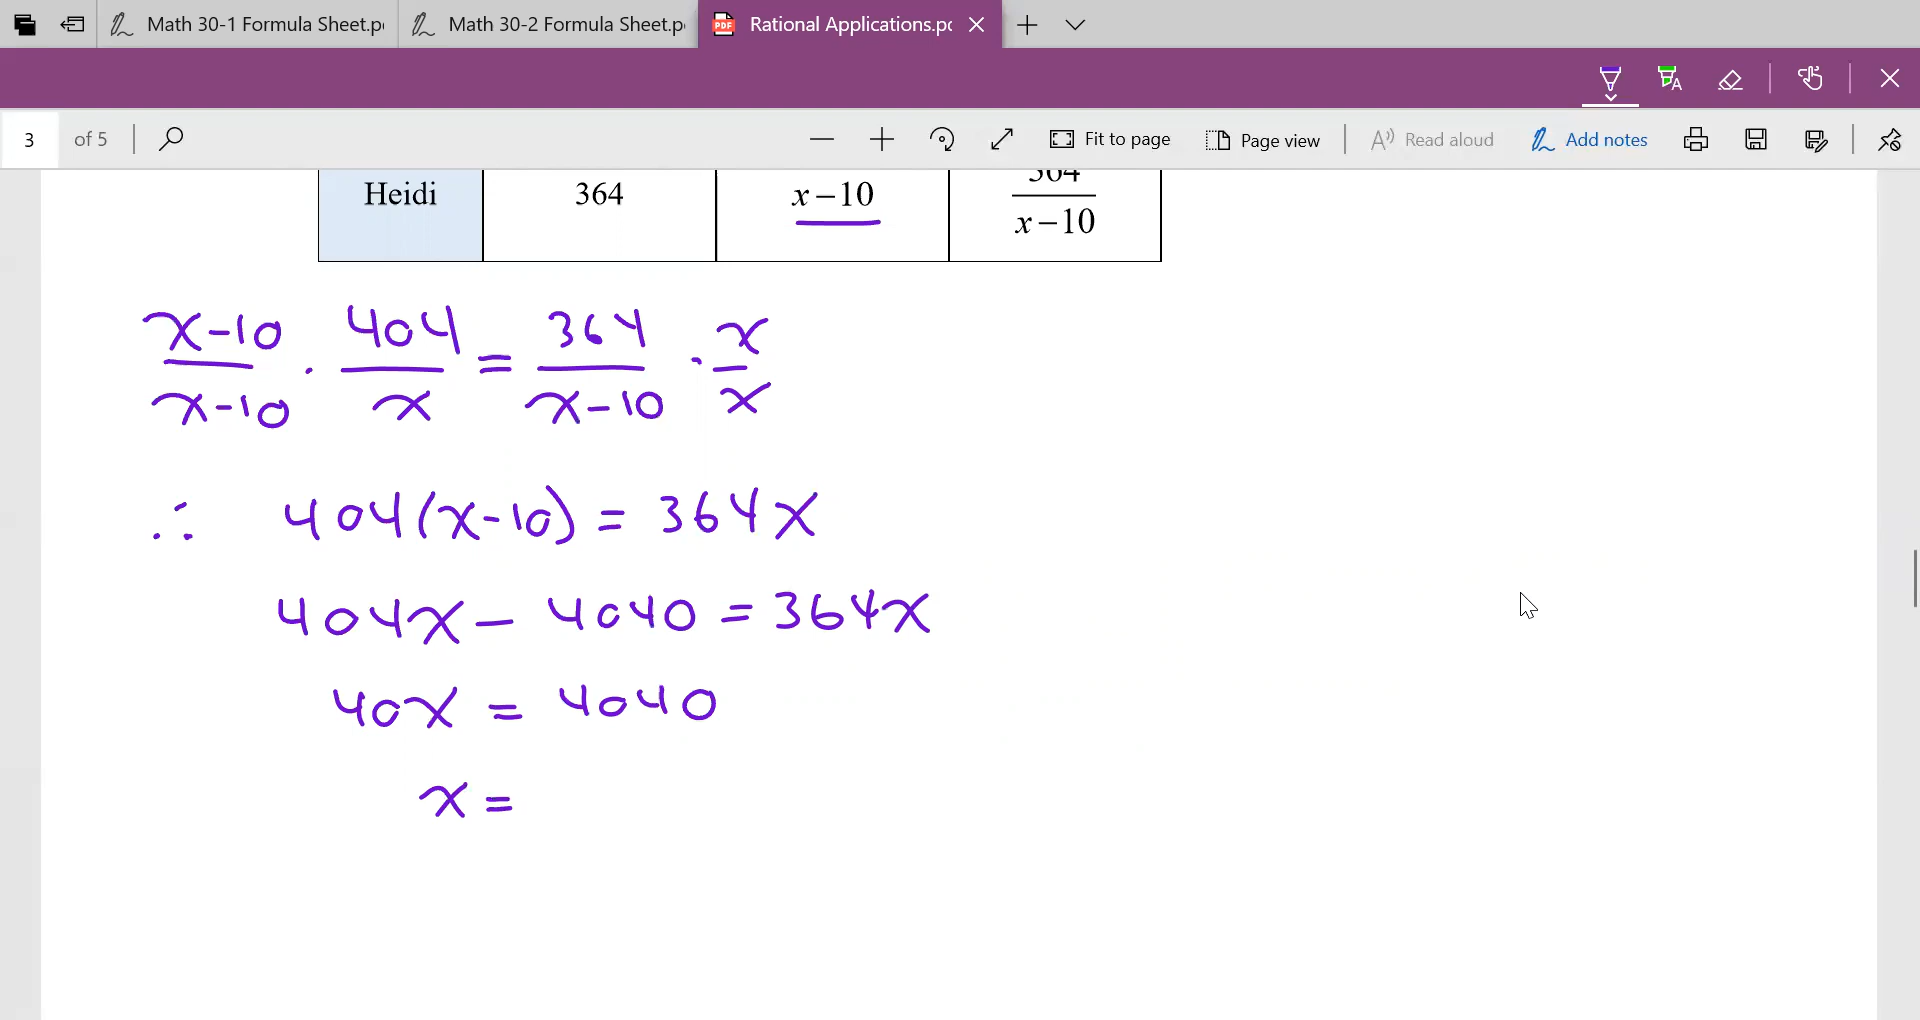 Math 30-1 Formula Sheet.p
Math 30-2 Formula Sheet.p
Rational Applications.pd
3 of 5
Fit to page
Page view
Read aloud
Add notes
Heidi 364 x−10 364/(x−10)
(x-10)/(x-10) · 404/x = 364/(x-10) · x/x
∴ 404(x-10) = 364x
404x - 4040 = 364x
40x = 4040
x =